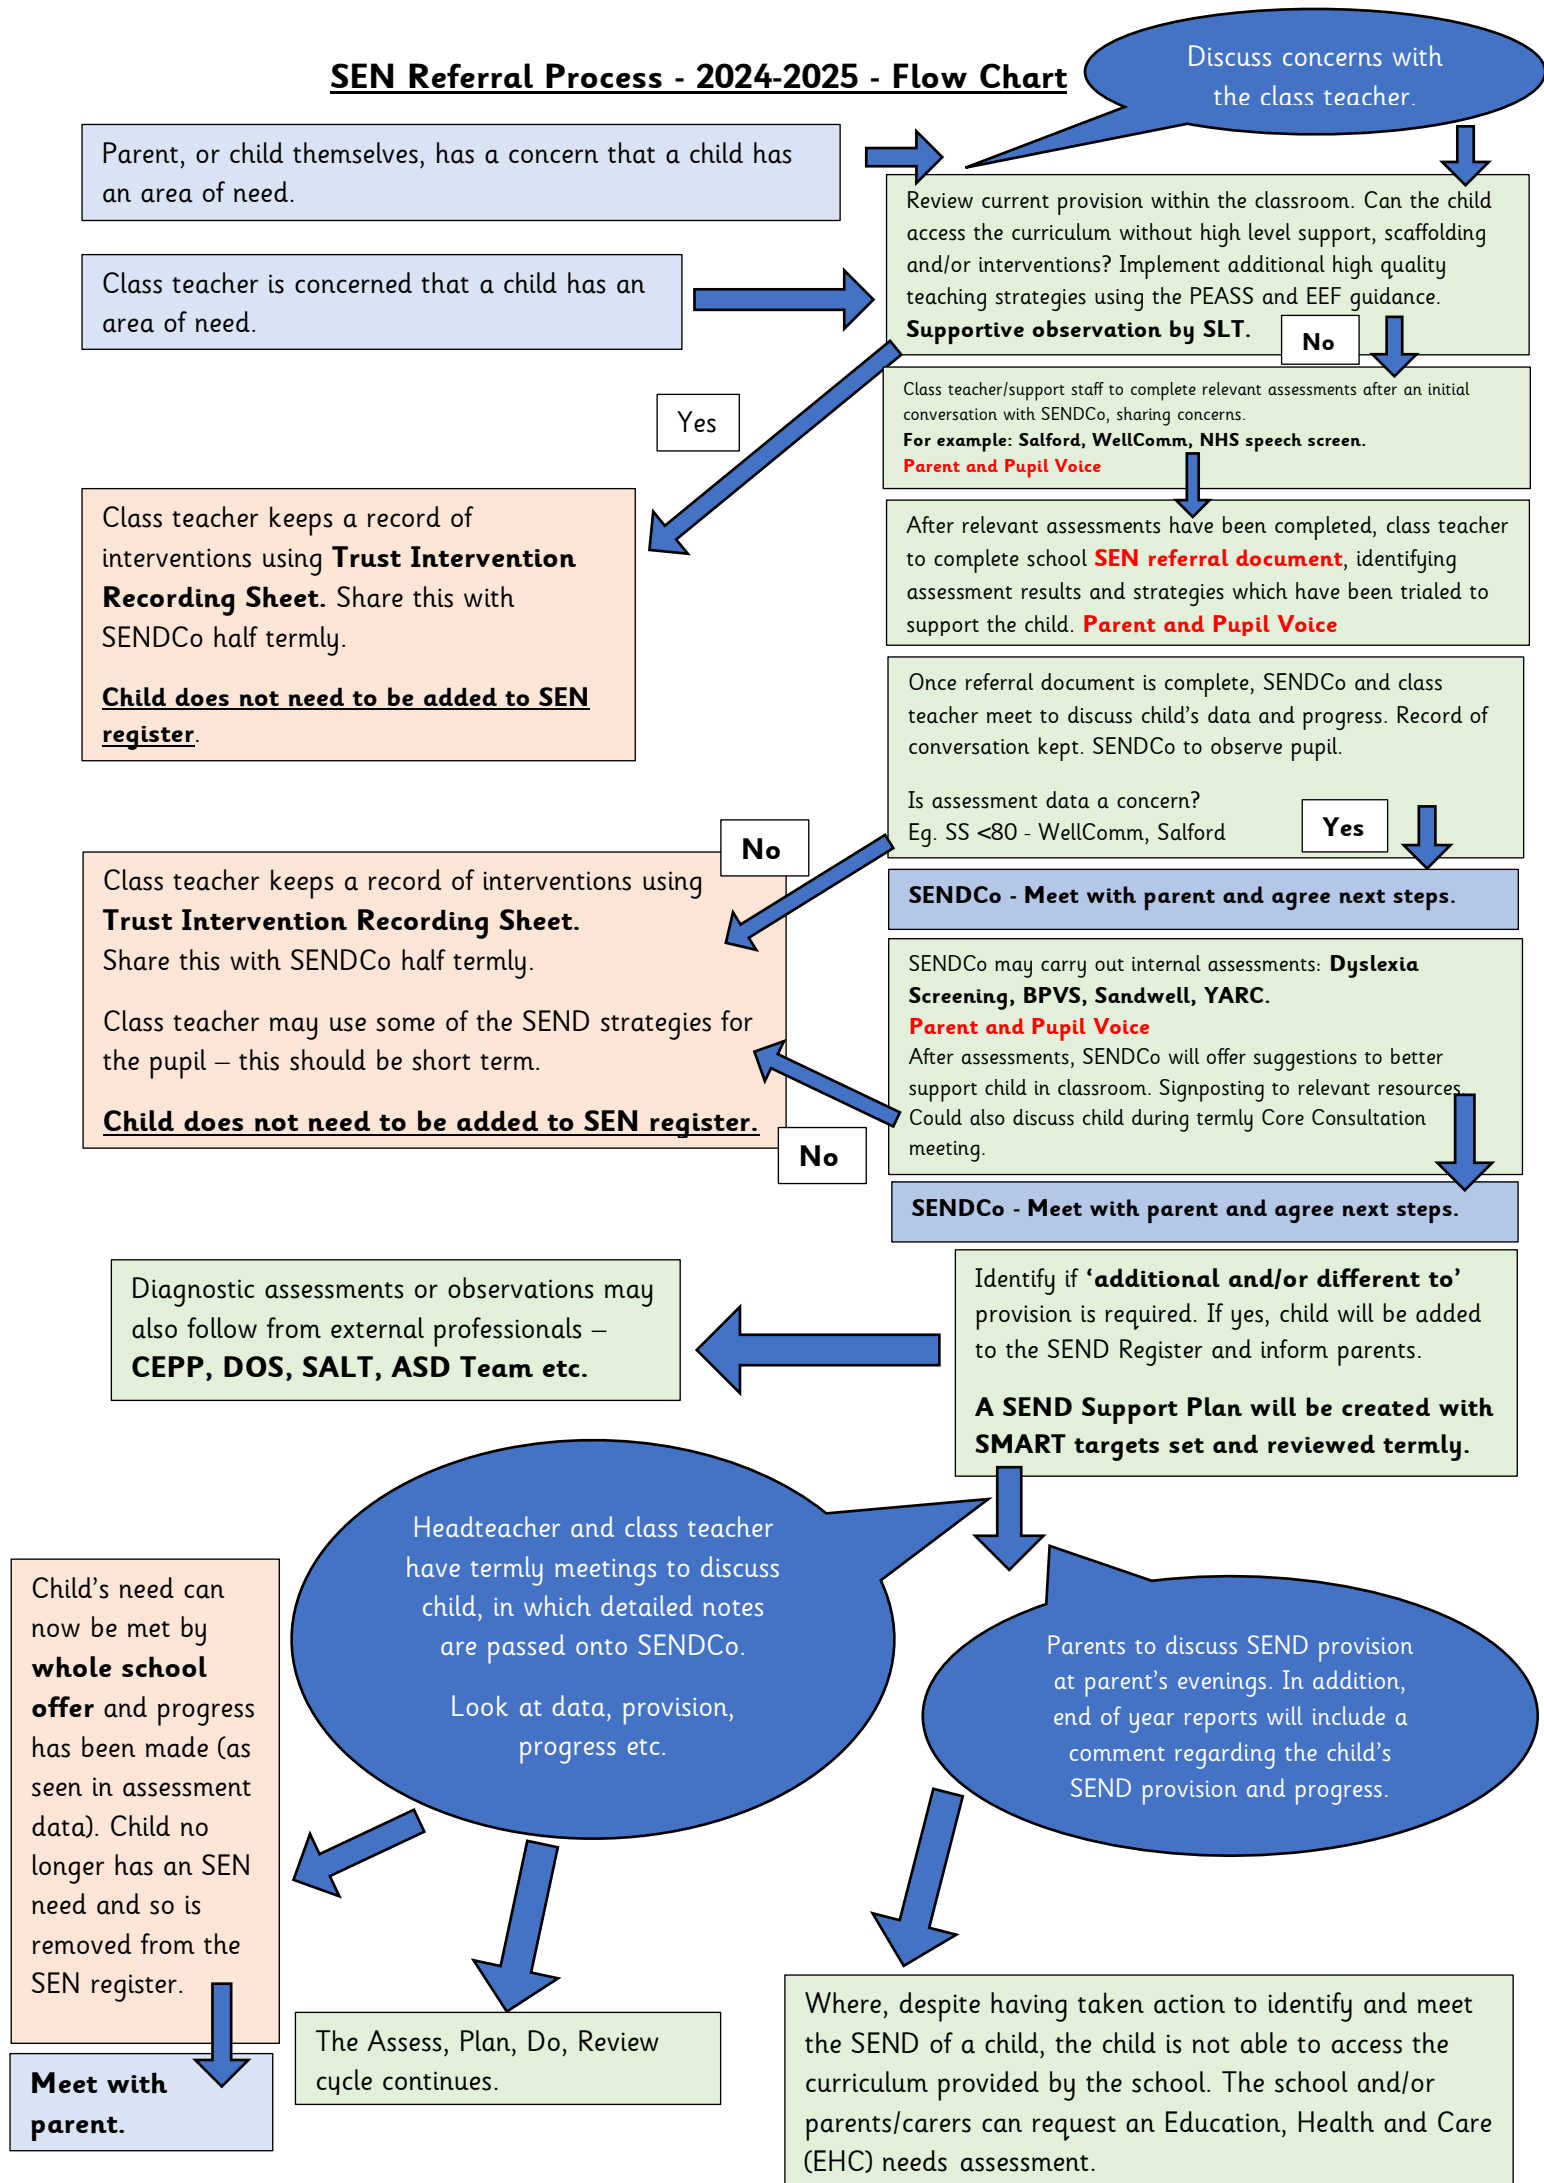 SEN Referral Process - 2024-2025 - Flow Chart
Discuss concerns with
the class teacher.
Parent, or child themselves, has a concern that a child has
an area of need.
Class teacher is concerned that a child has an
area of need.
Review current provision within the classroom. Can the child
access the curriculum without high level support, scaffolding
and/or interventions? Implement additional high quality
teaching strategies using the PEASS and EEF guidance.
Supportive observation by SLT.
No
Yes
Class teacher/support staff to complete relevant assessments after an initial
conversation with SENDCo, sharing concerns.
For example: Salford, WellComm, NHS speech screen.
Parent and Pupil Voice
Class teacher keeps a record of
interventions using Trust Intervention
Recording Sheet. Share this with
SENDCo half termly.
Child does not need to be added to SEN
register.
After relevant assessments have been completed, class teacher
to complete school SEN referral document, identifying
assessment results and strategies which have been trialed to
support the child. Parent and Pupil Voice
Once referral document is complete, SENDCo and class
teacher meet to discuss child's data and progress. Record of
conversation kept. SENDCo to observe pupil.
Is assessment data a concern?
Eg. SS <80 - WellComm, Salford
Yes
No
Class teacher keeps a record of interventions using
Trust Intervention Recording Sheet.
Share this with SENDCo half termly.
Class teacher may use some of the SEND strategies for
the pupil – this should be short term.
Child does not need to be added to SEN register.
No
SENDCo - Meet with parent and agree next steps.
SENDCo may carry out internal assessments: Dyslexia
Screening, BPVS, Sandwell, YARC.
Parent and Pupil Voice
After assessments, SENDCo will offer suggestions to better
support child in classroom. Signposting to relevant resources.
Could also discuss child during termly Core Consultation
meeting.
SENDCo - Meet with parent and agree next steps.
Identify if ‘additional and/or different to’
provision is required. If yes, child will be added
to the SEND Register and inform parents.
A SEND Support Plan will be created with
SMART targets set and reviewed termly.
Diagnostic assessments or observations may
also follow from external professionals –
CEPP, DOS, SALT, ASD Team etc.
Headteacher and class teacher
have termly meetings to discuss
child, in which detailed notes
are passed onto SENDCo.
Look at data, provision,
progress etc.
Parents to discuss SEND provision
at parent's evenings. In addition,
end of year reports will include a
comment regarding the child's
SEND provision and progress.
Child's need can
now be met by
whole school
offer and progress
has been made (as
seen in assessment
data). Child no
longer has an SEN
need and so is
removed from the
SEN register.
Meet with
parent.
The Assess, Plan, Do, Review
cycle continues.
Where, despite having taken action to identify and meet
the SEND of a child, the child is not able to access the
curriculum provided by the school. The school and/or
parents/carers can request an Education, Health and Care
(EHC) needs assessment.